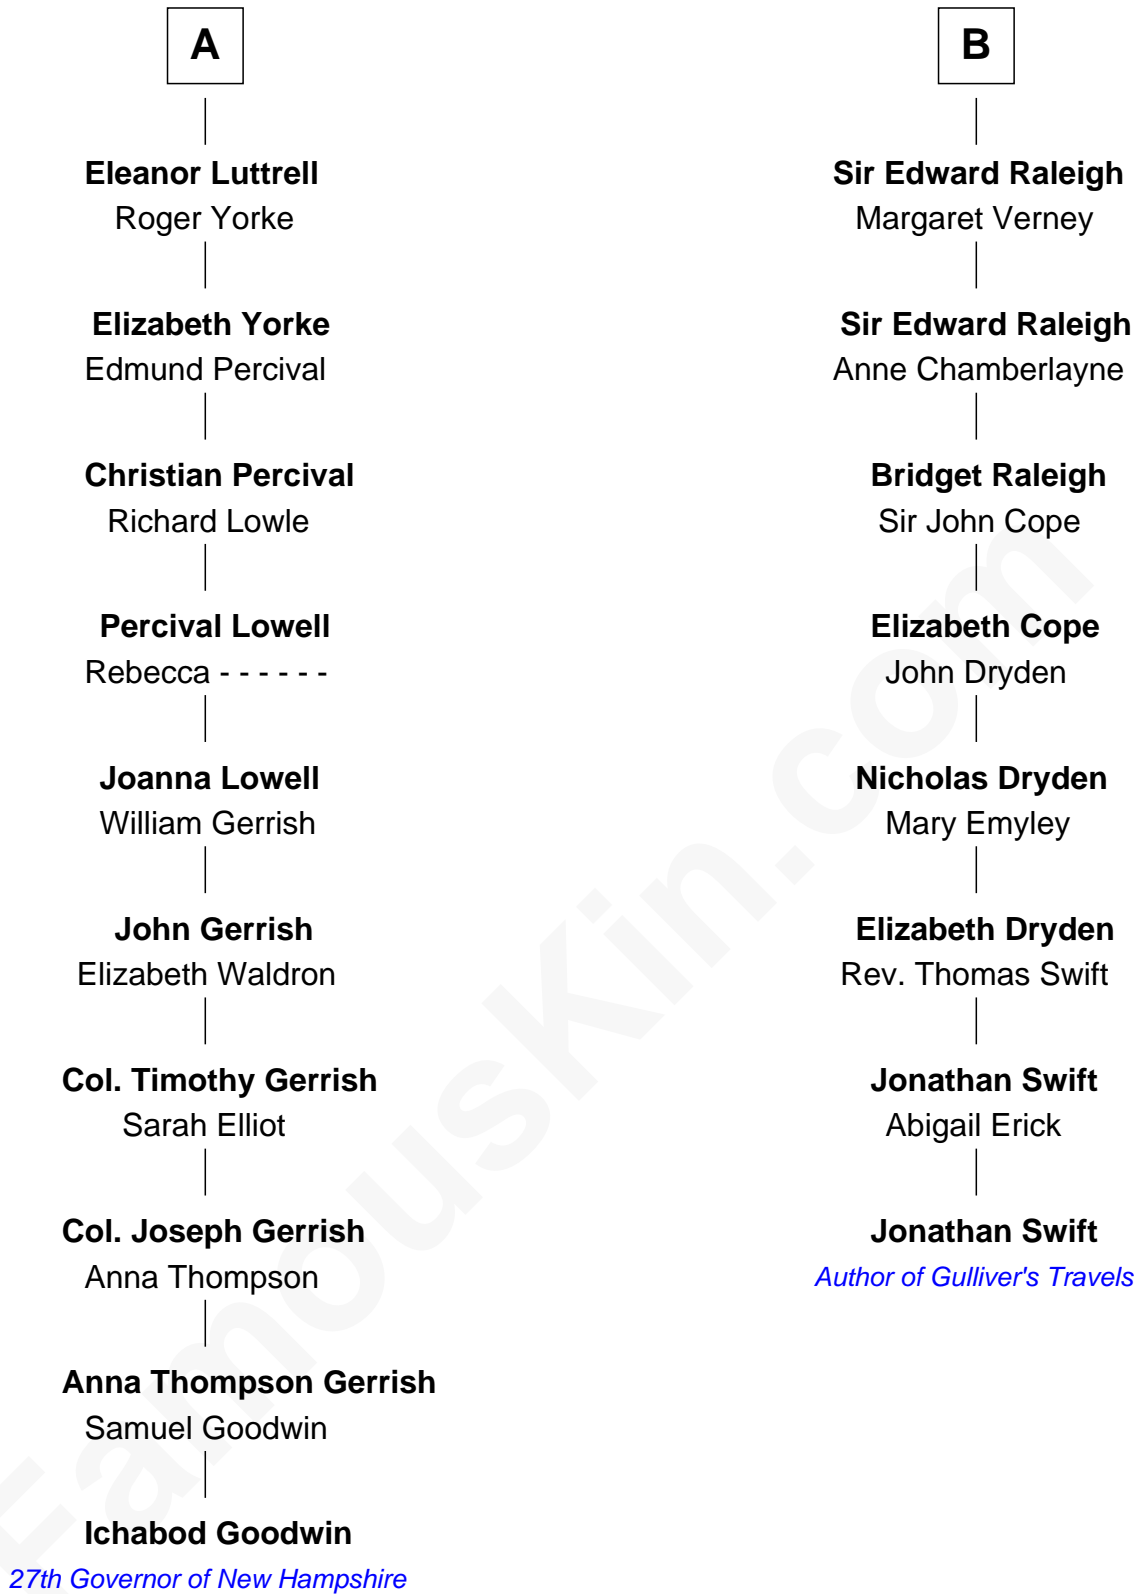 A
Eleanor Luttrell
Roger Yorke
Elizabeth Yorke
Edmund Percival
Christian Percival
Richard Lowle
Percival Lowell
Rebecca - - - - - -
Joanna Lowell
William Gerrish
John Gerrish
Elizabeth Waldron
Col. Timothy Gerrish
Sarah Elliot
Col. Joseph Gerrish
Anna Thompson
Anna Thompson Gerrish
Samuel Goodwin
Ichabod Goodwin
27th Governor of New Hampshire
B
Sir Edward Raleigh
Margaret Verney
Sir Edward Raleigh
Anne Chamberlayne
Bridget Raleigh
Sir John Cope
Elizabeth Cope
John Dryden
Nicholas Dryden
Mary Emyley
Elizabeth Dryden
Rev. Thomas Swift
Jonathan Swift
Abigail Erick
Jonathan Swift
Author of Gulliver's Travels
FamousKin.com